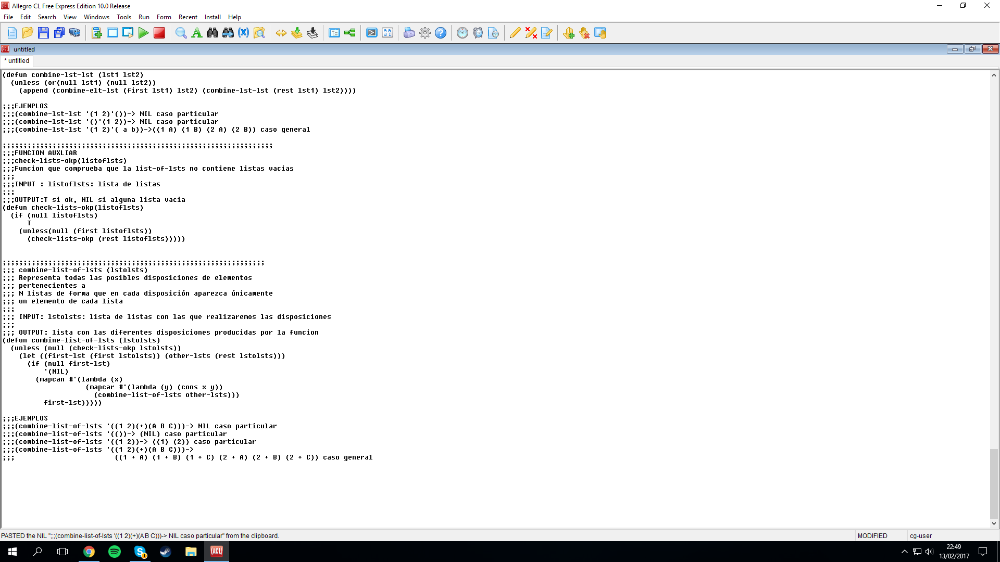 Allegro CL Free Express Edition 10.0 Release
File Edit Search View Windows Tools Run Form Recent Install Help
untitled
* untitled
(defun combine-lst-lst (lst1 lst2)
  (unless (or(null lst1) (null lst2))
    (append (combine-elt-lst (first lst1) lst2) (combine-lst-lst (rest lst1) lst2))))
;;;EJEMPLOS
;;;(combine-lst-lst '(1 2)'())-> NIL caso particular
;;;(combine-lst-lst '()'(1 2))-> NIL caso particular
;;;(combine-lst-lst '(1 2)'( a b))->((1 A) (1 B) (2 A) (2 B)) caso general
;;;;;;;;;;;;;;;;;;;;;;;;;;;;;;;;;;;;;;;;;;;;;;;;;;;;;;;;;;;;;;;;;
;;;FUNCION AUXLIAR
;;;check-lists-okp(listoflsts)
;;;Funcion que comprueba que la list-of-lsts no contiene listas vacias
;;;
;;;INPUT : listoflsts: lista de listas
;;;
;;;OUTPUT:T si ok, NIL si alguna lista vacia
(defun check-lists-okp(listoflsts)
  (if (null listoflsts)
      T
    (unless(null (first listoflsts))
      (check-lists-okp (rest listoflsts)))))
;;;;;;;;;;;;;;;;;;;;;;;;;;;;;;;;;;;;;;;;;;;;;;;;;;;;;;;;;;;;;;;
;;; combine-list-of-lsts (lstolsts)
;;; Representa todas las posibles disposiciones de elementos
;;; pertenecientes a
;;; N listas de forma que en cada disposición aparezca únicamente
;;; un elemento de cada lista
;;;
;;; INPUT: lstolsts: lista de listas con las que realizaremos las disposiciones
;;;
;;; OUTPUT: lista con las diferentes disposiciones producidas por la funcion
(defun combine-list-of-lsts (lstolsts)
  (unless (null (check-lists-okp lstolsts))
    (let ((first-lst (first lstolsts)) (other-lsts (rest lstolsts)))
      (if (null first-lst)
          '(NIL)
        (mapcan #'(lambda (x)
                    (mapcar #'(lambda (y) (cons x y))
                      (combine-list-of-lsts other-lsts)))
          first-lst)))))
;;;EJEMPLOS
;;;(combine-list-of-lsts '((1 2)(+)(A B C)))-> NIL caso particular
;;;(combine-list-of-lsts '(())-> (NIL) caso particular
;;;(combine-list-of-lsts '((1 2))-> ((1) (2)) caso particular
;;;(combine-list-of-lsts '((1 2)(+)(A B C)))->
;;;                        ((1 + A) (1 + B) (1 + C) (2 + A) (2 + B) (2 + C)) caso general
PASTED the NIL ";;;(combine-list-of-lsts '((1 2)(+)(A B C)))-> NIL caso particular" from the clipboard.
MODIFIED
cg-user
22:49
13/02/2017